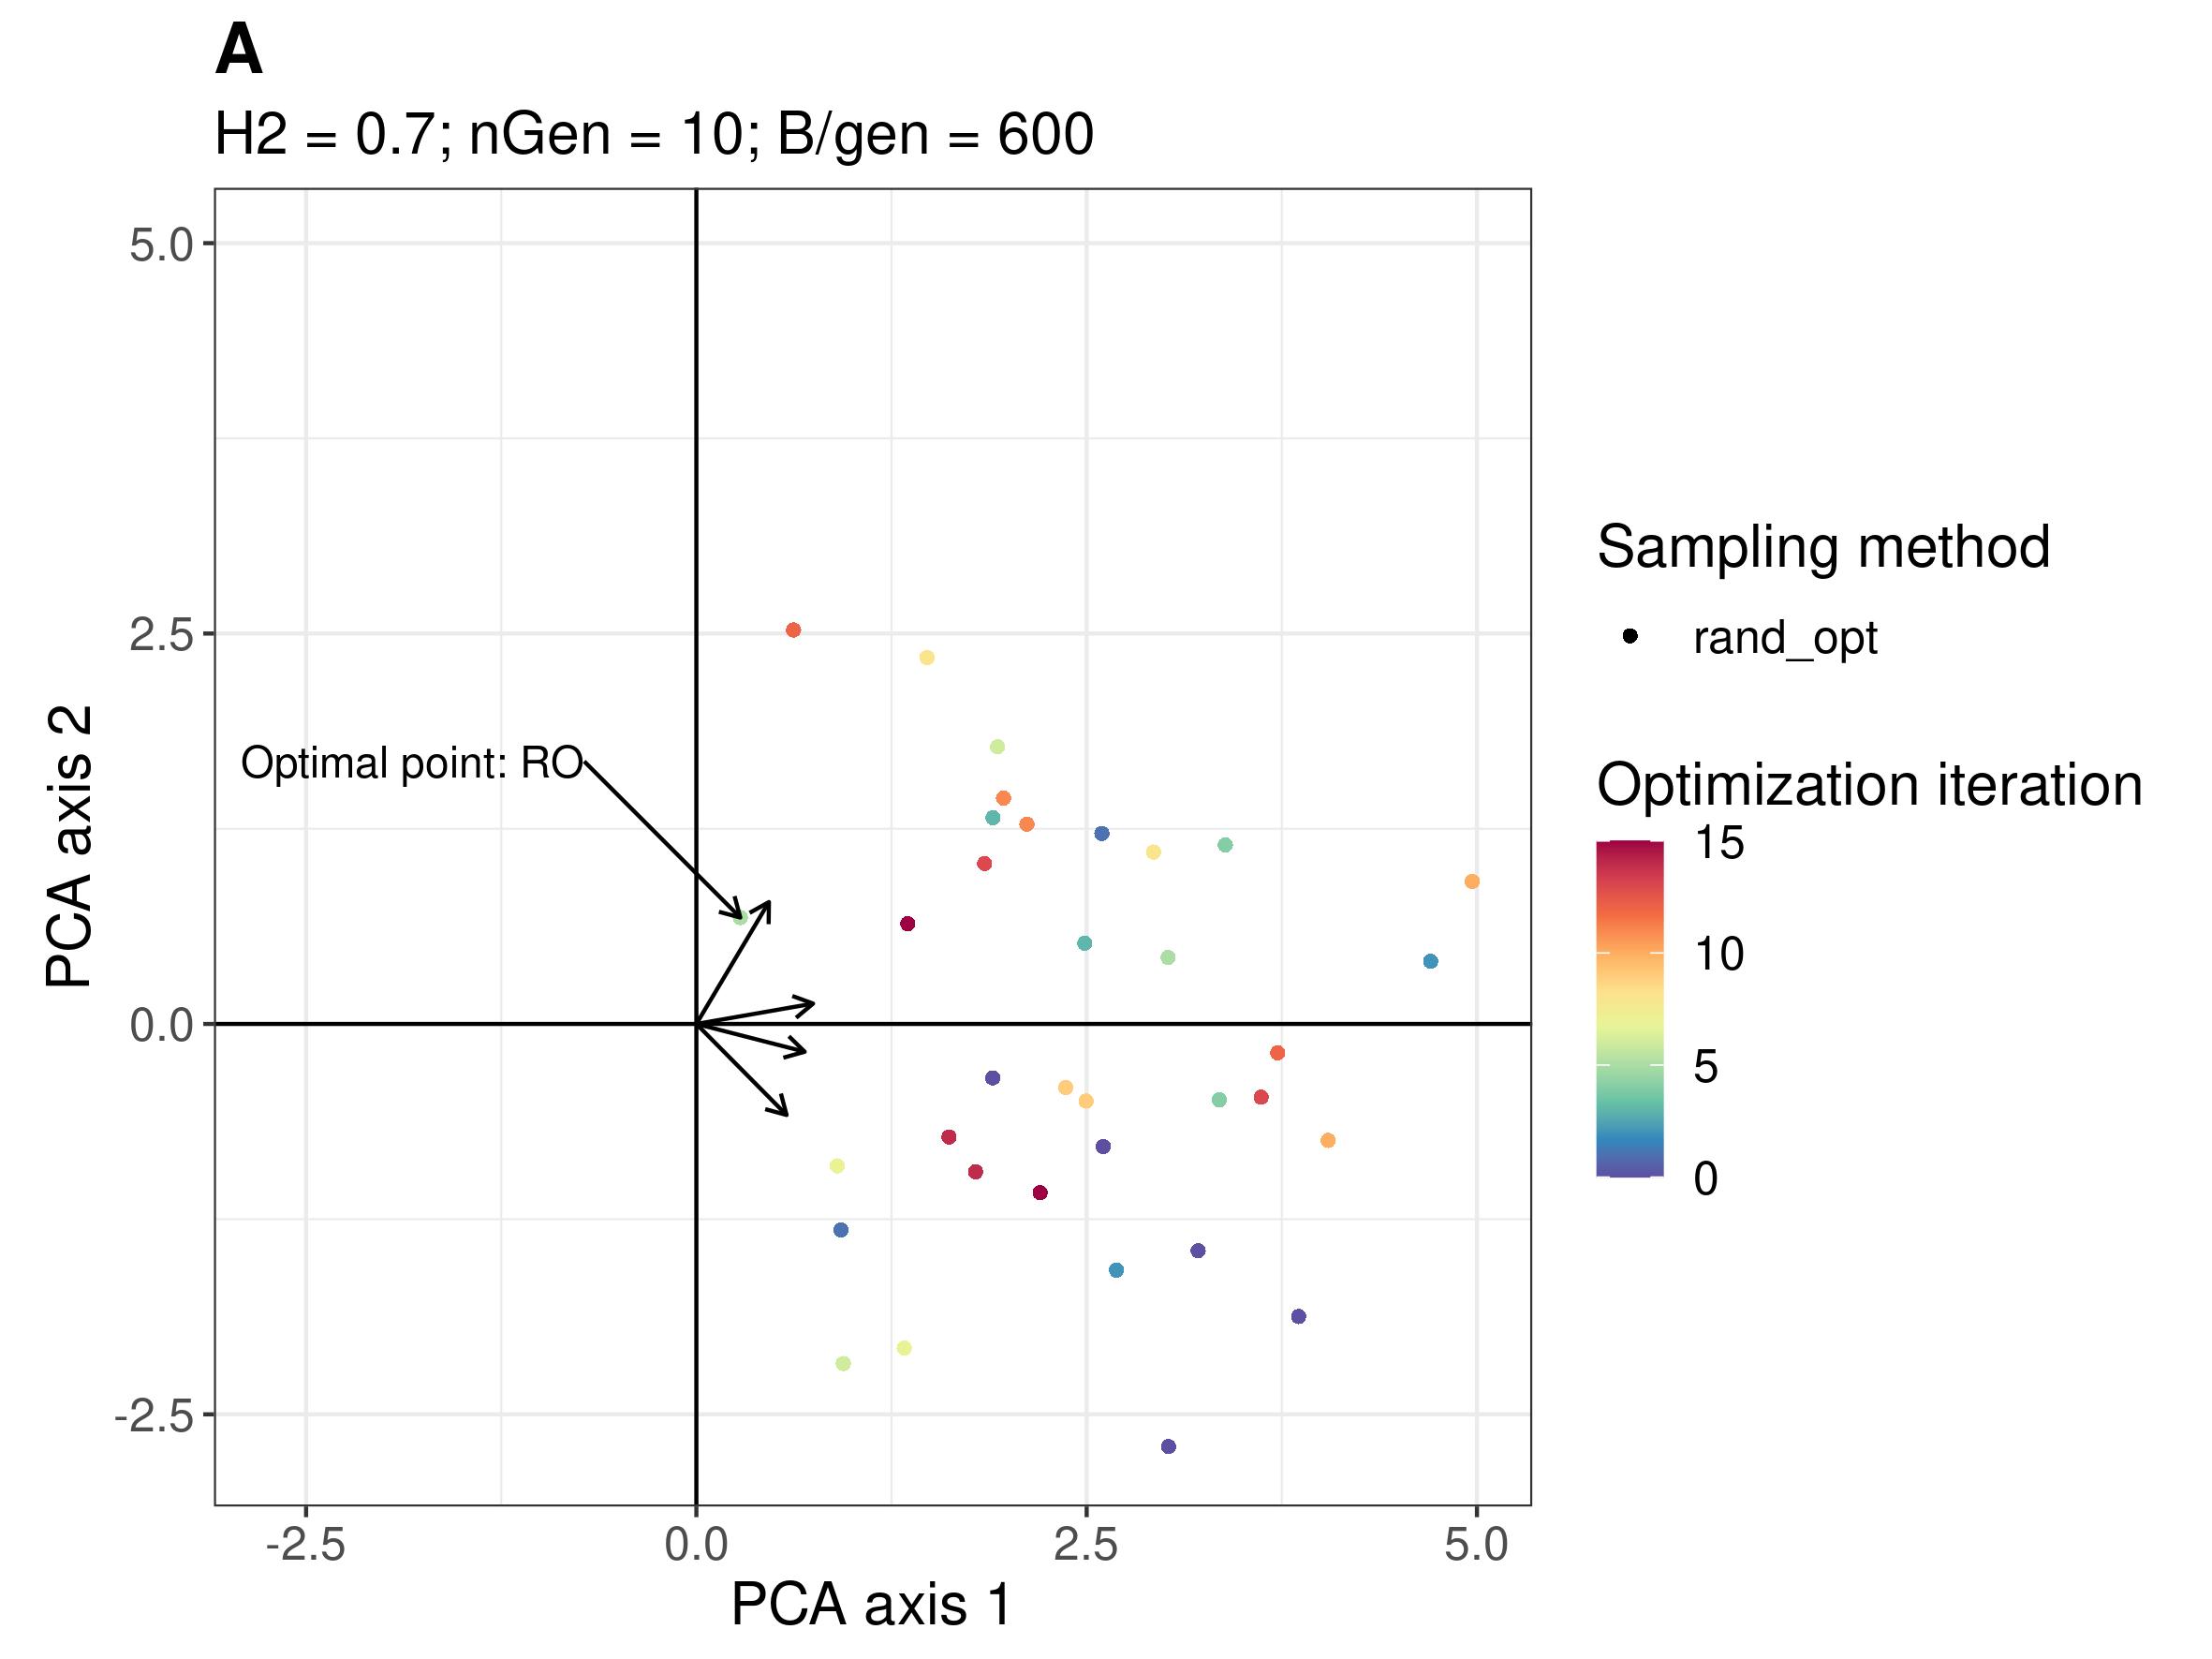 A
H2 = 0.7; nGen = 10; B/gen = 600
5.0
2.5
0.0
-2.5
PCA axis 2
Optimal point: RO
-2.5
0.0
2.5
5.0
PCA axis 1
Sampling method
rand_opt
Optimization iteration
15
10
5
0